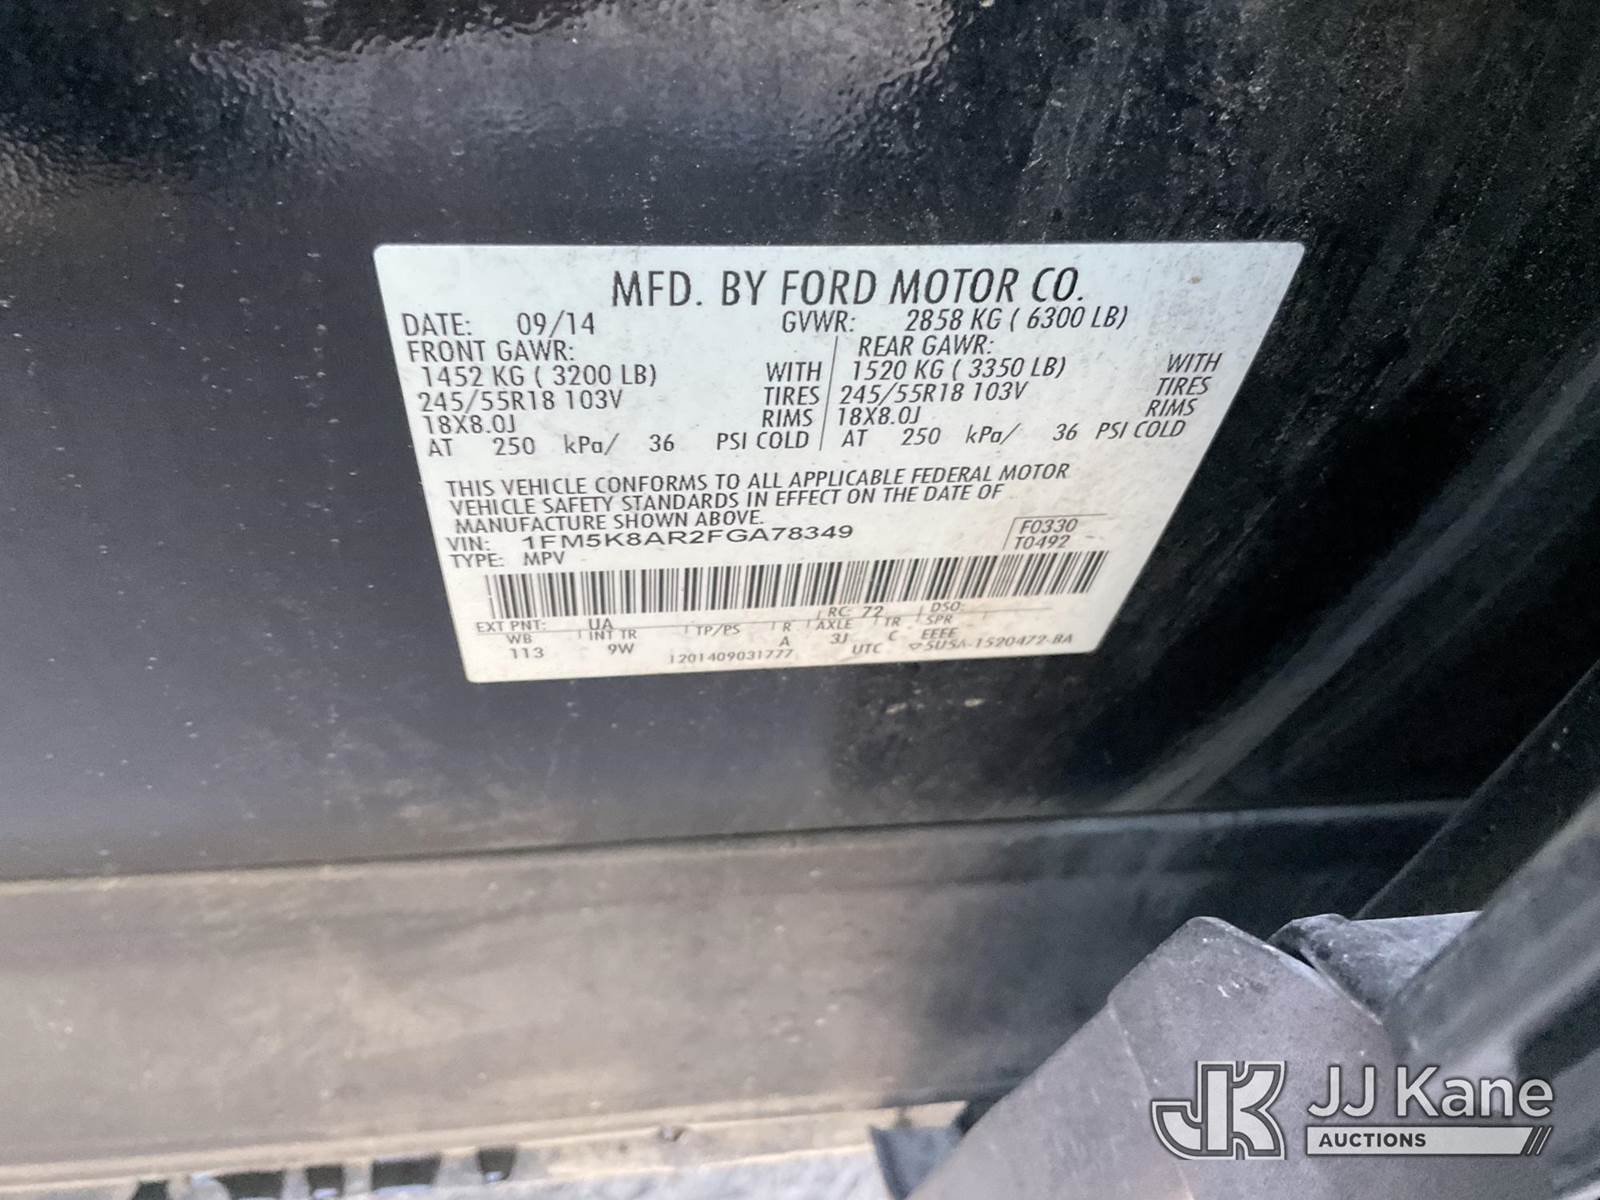 MFD. BY FORD MOTOR CO.
DATE: 09/14 GVWR: 2858 KG ( 6300 LB)
FRONT GAWR: REAR GAWR:
1452 KG ( 3200 LB) WITH 1520 KG ( 3350 LB) WITH
245/55R18 103V TIRES 245/55R18 103V TIRES
18X8.0J RIMS 18X8.0J RIMS
AT 250 kPa/ 36 PSI COLD AT 250 kPa/ 36 PSI COLD
THIS VEHICLE CONFORMS TO ALL APPLICABLE FEDERAL MOTOR
VEHICLE SAFETY STANDARDS IN EFFECT ON THE DATE OF
MANUFACTURE SHOWN ABOVE.
VIN: 1FM5K8AR2FGA78349 F0330
TYPE: MPV T0492
EXT PNT: UA RC: 72 DSO:
WB INT TR TP/PS R AXLE TR SPR
113 9W A 3J C EEEE
1201409031777 UTC 5U5A-1520472-BA
JK JJ Kane
AUCTIONS